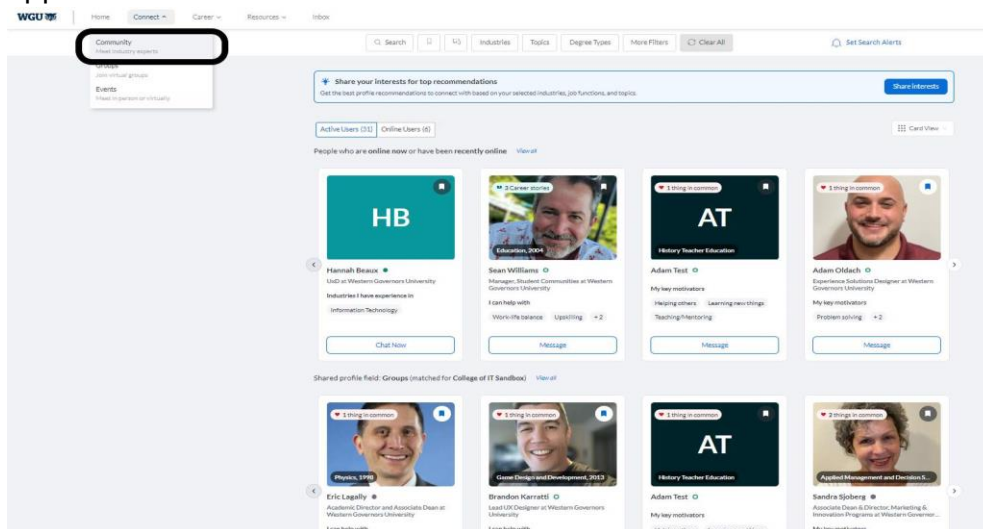 WGU
Home
Connect
Career
Resources
Inbox
Community
Meet industry experts
Groups
Join virtual groups
Events
Meet in person or virtually
Search
Industries
Topics
Degree Types
More Filters
Clear All
Set Search Alerts
Share your interests for top recommendations
Get the best profile recommendations to connect with based on your selected industries, job functions, and topics.
Share interests
Active Users (31)
Online Users (6)
Card View
People who are online now or have been recently online View all
HB
Hannah Beaux
UxD at Western Governors University
Industries I have experience in
Information Technology
Chat Now
3 Career stories
Education, 2004
Sean Williams
Manager, Student Communities at Western
Governors University
I can help with
Work-life balance Upskilling + 2
Message
1 thing in common
AT
History Teacher Education
Adam Test
My key motivators
Helping others Learning new things
Teaching/Mentoring
Message
1 thing in common
Adam Oldach
Experience Solutions Designer at Western
Governors University
My key motivators
Problem solving + 2
Message
Shared profile field: Groups (matched for College of IT Sandbox) View all
1 thing in common
Physics, 1990
Eric Lagally
Academic Director and Associate Dean at
Western Governors University
1 thing in common
Game Design and Development, 2013
Brandon Karratti
Lead UX Designer at Western Governors
University
1 thing in common
AT
History Teacher Education
Adam Test
My key motivators
3 things in common
Applied Management and Decision S...
Sandra Sjoberg
Associate Dean & Director, Marketing &
Innovation Programs at Western Governor...